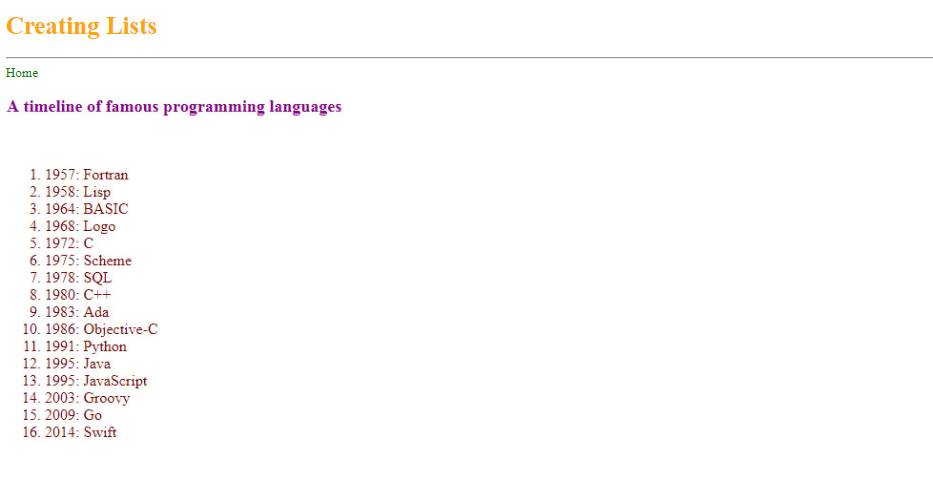 Creating Lists
Home
A timeline of famous programming languages
1. 1957: Fortran
2. 1958: Lisp
3. 1964: BASIC
4. 1968: Logo
5. 1972: C
6. 1975: Scheme
7. 1978: SQL
8. 1980: C++
9. 1983: Ada
10. 1986: Objective-C
11. 1991: Python
12. 1995: Java
13. 1995: JavaScript
14. 2003: Groovy
15. 2009: Go
16. 2014: Swift